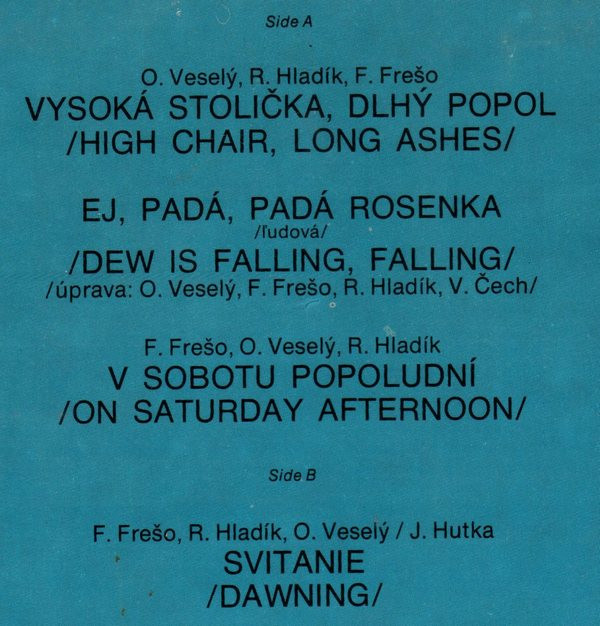 Side A
O. Veselý, R. Hladík, F. Frešo
VYSOKÁ STOLIČKA, DLHÝ POPOL
/HIGH CHAIR, LONG ASHES/
EJ, PADÁ, PADÁ ROSENKA
/ľudová/
/DEW IS FALLING, FALLING/
/úprava: O. Veselý, F. Frešo, R. Hladík, V. Čech/
F. Frešo, O. Veselý, R. Hladík
V SOBOTU POPOLUDNÍ
/ON SATURDAY AFTERNOON/
Side B
F. Frešo, R. Hladík, O. Veselý / J. Hutka
SVITANIE
/DAWNING/